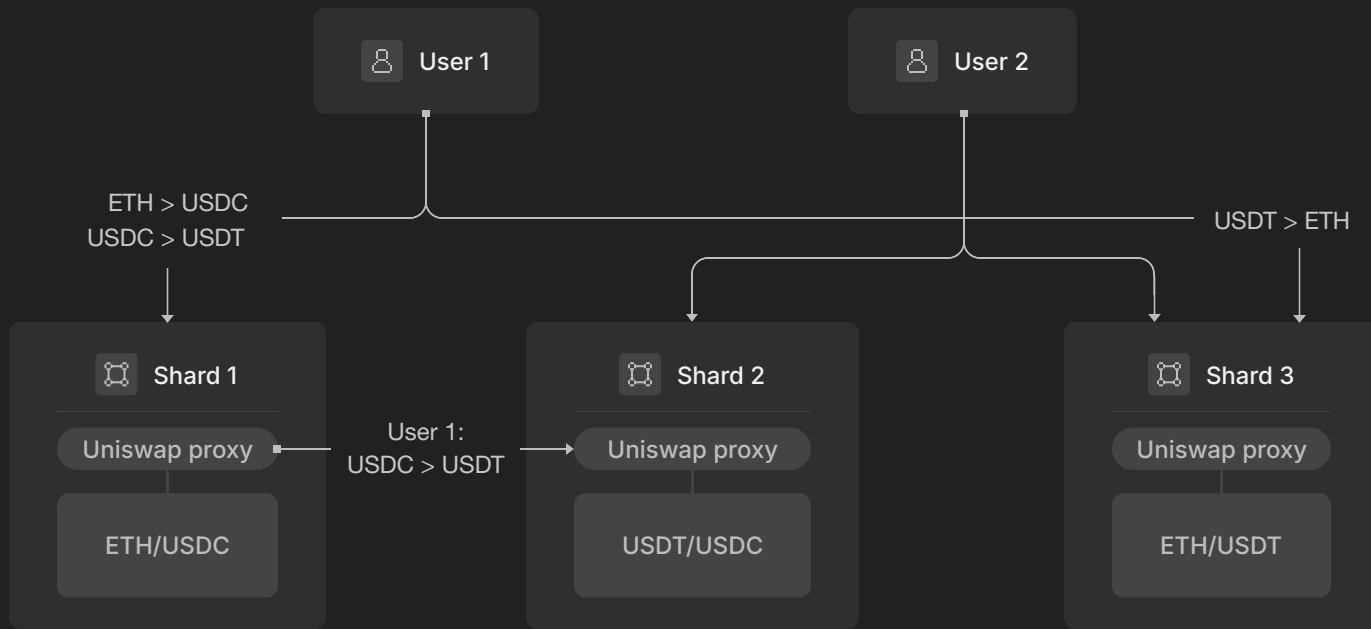 User 1
User 2
ETH > USDC
USDC > USDT
USDT > ETH
Shard 1
Shard 2
Shard 3
Uniswap proxy
User 1:
USDC > USDT
Uniswap proxy
Uniswap proxy
ETH/USDC
USDT/USDC
ETH/USDT